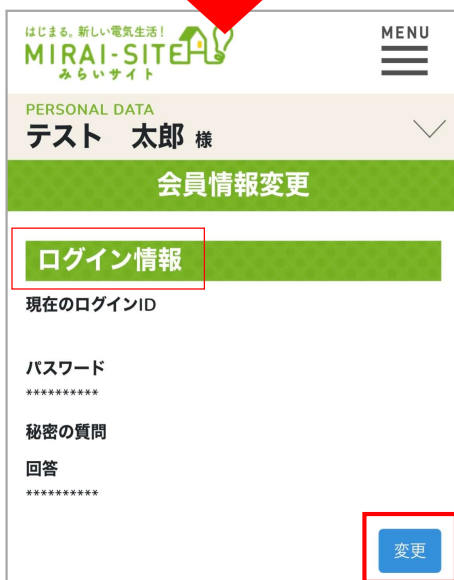 はじまる。新しい電気生活!
MIRAI-SITE
みらいサイト
MENU
PERSONAL DATA
テスト 太郎 様
会員情報変更
ログイン情報
現在のログインID
パスワード
**********
秘密の質問
回答
**********
変更